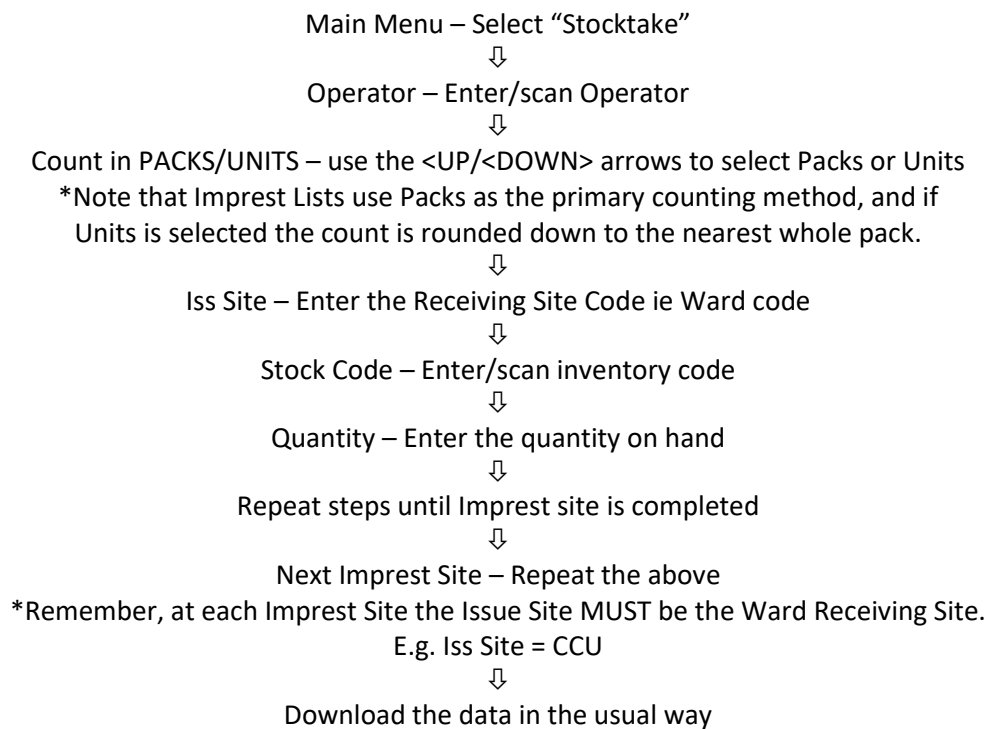 Main Menu – Select “Stocktake”
⇩
Operator – Enter/scan Operator
⇩
Count in PACKS/UNITS – use the <UP/<DOWN> arrows to select Packs or Units
*Note that Imprest Lists use Packs as the primary counting method, and if
Units is selected the count is rounded down to the nearest whole pack.
⇩
Iss Site – Enter the Receiving Site Code ie Ward code
⇩
Stock Code – Enter/scan inventory code
⇩
Quantity – Enter the quantity on hand
⇩
Repeat steps until Imprest site is completed
⇩
Next Imprest Site – Repeat the above
*Remember, at each Imprest Site the Issue Site MUST be the Ward Receiving Site.
E.g. Iss Site = CCU
⇩
Download the data in the usual way